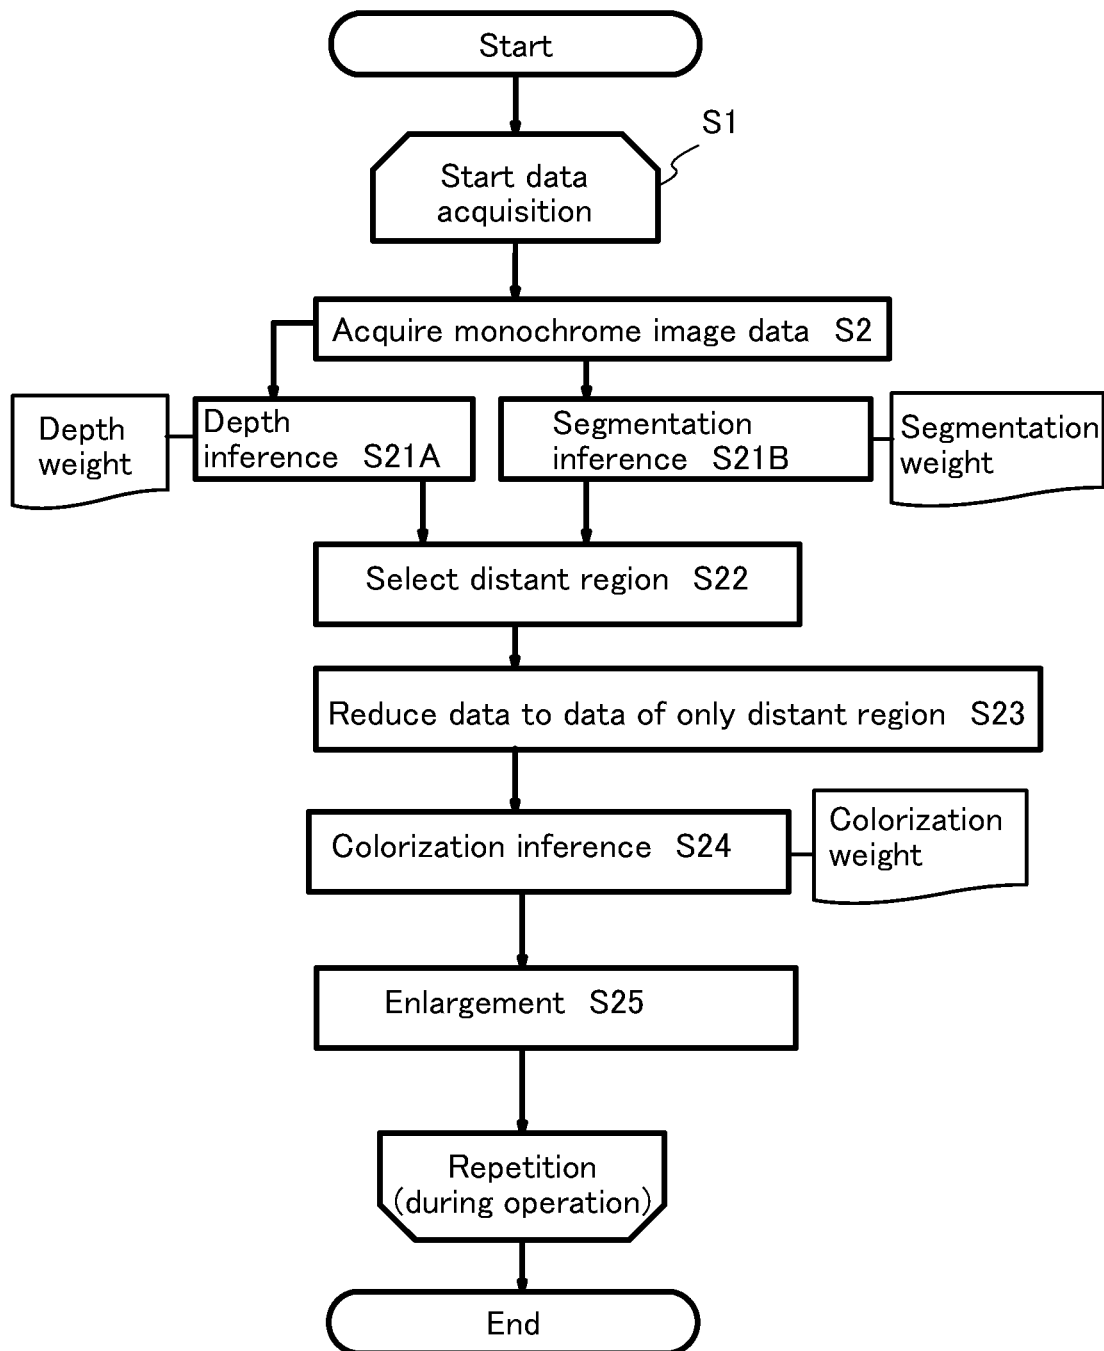 Start
S1
Start data
acquisition
Acquire monochrome image data S2
Depth
weight
Depth
inference S21A
Segmentation
inference S21B
Segmentation
weight
Select distant region S22
Reduce data to data of only distant region S23
Colorization inference S24
Colorization
weight
Enlargement S25
Repetition
(during operation)
End